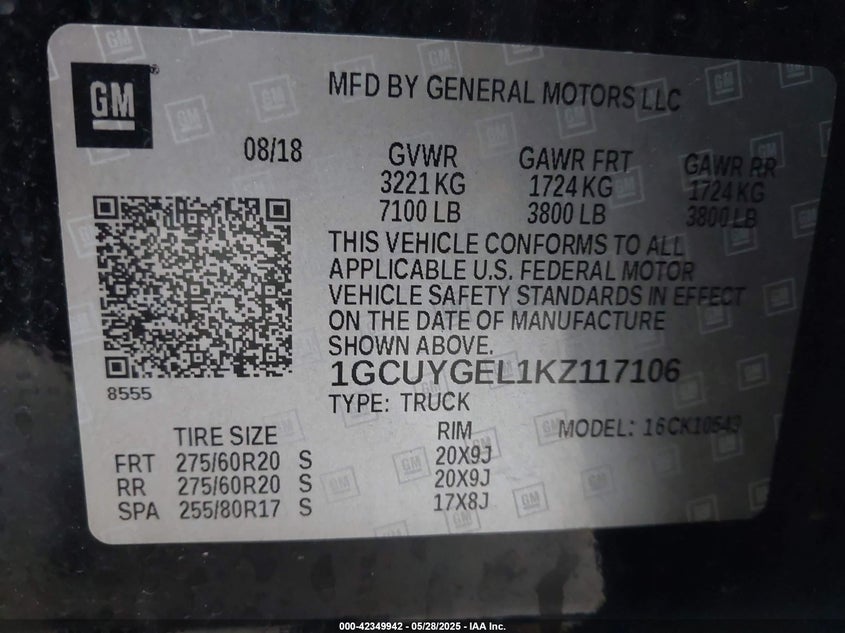 GM
MFD BY GENERAL MOTORS LLC
08/18 GVWR GAWR FRT GAWR RR
3221 KG 1724 KG 1724 KG
7100 LB 3800 LB 3800 LB
THIS VEHICLE CONFORMS TO ALL
APPLICABLE U.S. FEDERAL MOTOR
VEHICLE SAFETY STANDARDS IN EFFECT
ON THE DATE OF MANUFACTURE
SHOWN ABOVE.
8555
1GCUYGEL1KZ117106
TYPE: TRUCK
MODEL: 16CK10543
TIRE SIZE RIM
FRT 275/60R20 S 20X9J
RR 275/60R20 S 20X9J
SPA 255/80R17 S 17X8J
000-42349942 / 05/28/2025 - IAA Inc.